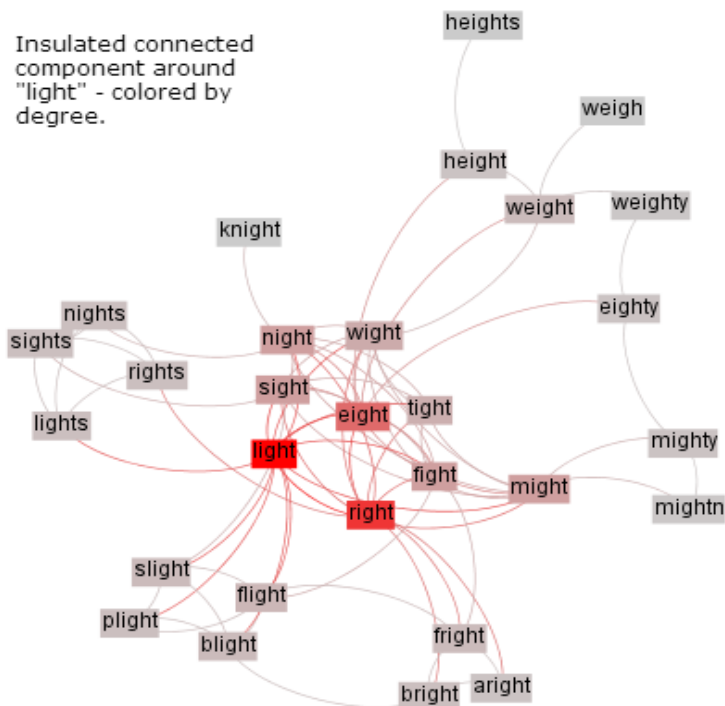 Insulated connected
component around
"light" - colored by
degree.
heights
weigh
height
weight
weighty
knight
eighty
nights
sights
rights
lights
night
wight
sight
eight
tight
light
fight
might
right
mighty
mightn
slight
flight
plight
blight
fright
bright
aright